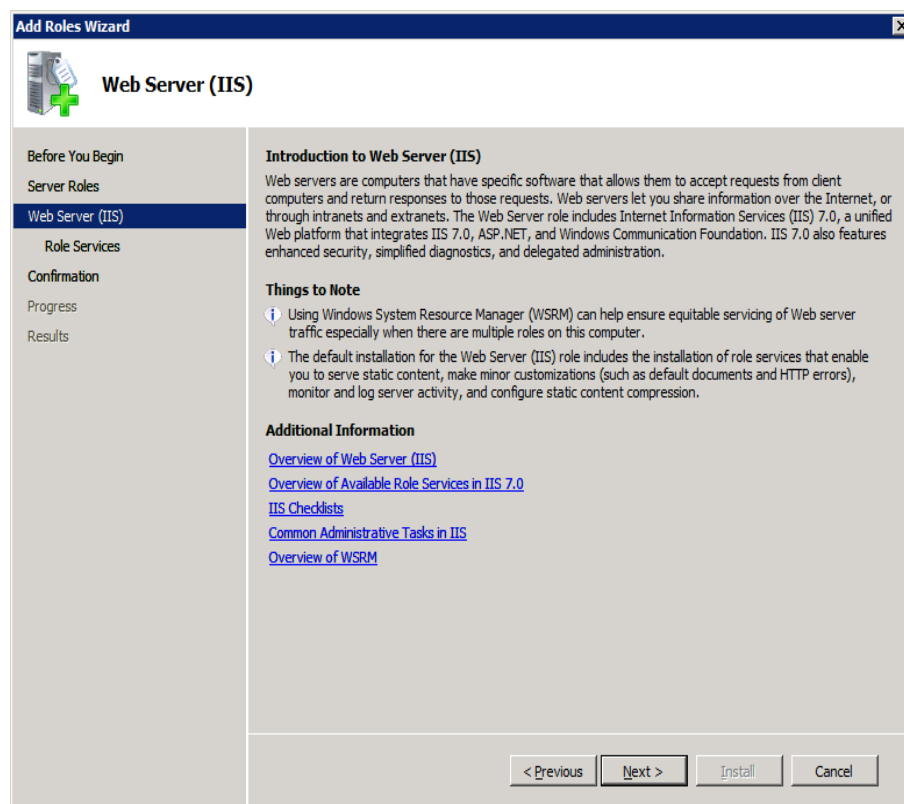 Add Roles Wizard
Web Server (IIS)
Before You Begin
Server Roles
Web Server (IIS)
Role Services
Confirmation
Progress
Results
Introduction to Web Server (IIS)
Web servers are computers that have specific software that allows them to accept requests from client
computers and return responses to those requests. Web servers let you share information over the Internet, or
through intranets and extranets. The Web Server role includes Internet Information Services (IIS) 7.0, a unified
Web platform that integrates IIS 7.0, ASP.NET, and Windows Communication Foundation. IIS 7.0 also features
enhanced security, simplified diagnostics, and delegated administration.
Things to Note
Using Windows System Resource Manager (WSRM) can help ensure equitable servicing of Web server
traffic especially when there are multiple roles on this computer.
The default installation for the Web Server (IIS) role includes the installation of role services that enable
you to serve static content, make minor customizations (such as default documents and HTTP errors),
monitor and log server activity, and configure static content compression.
Additional Information
Overview of Web Server (IIS)
Overview of Available Role Services in IIS 7.0
IIS Checklists
Common Administrative Tasks in IIS
Overview of WSRM
< Previous
Next >
Install
Cancel